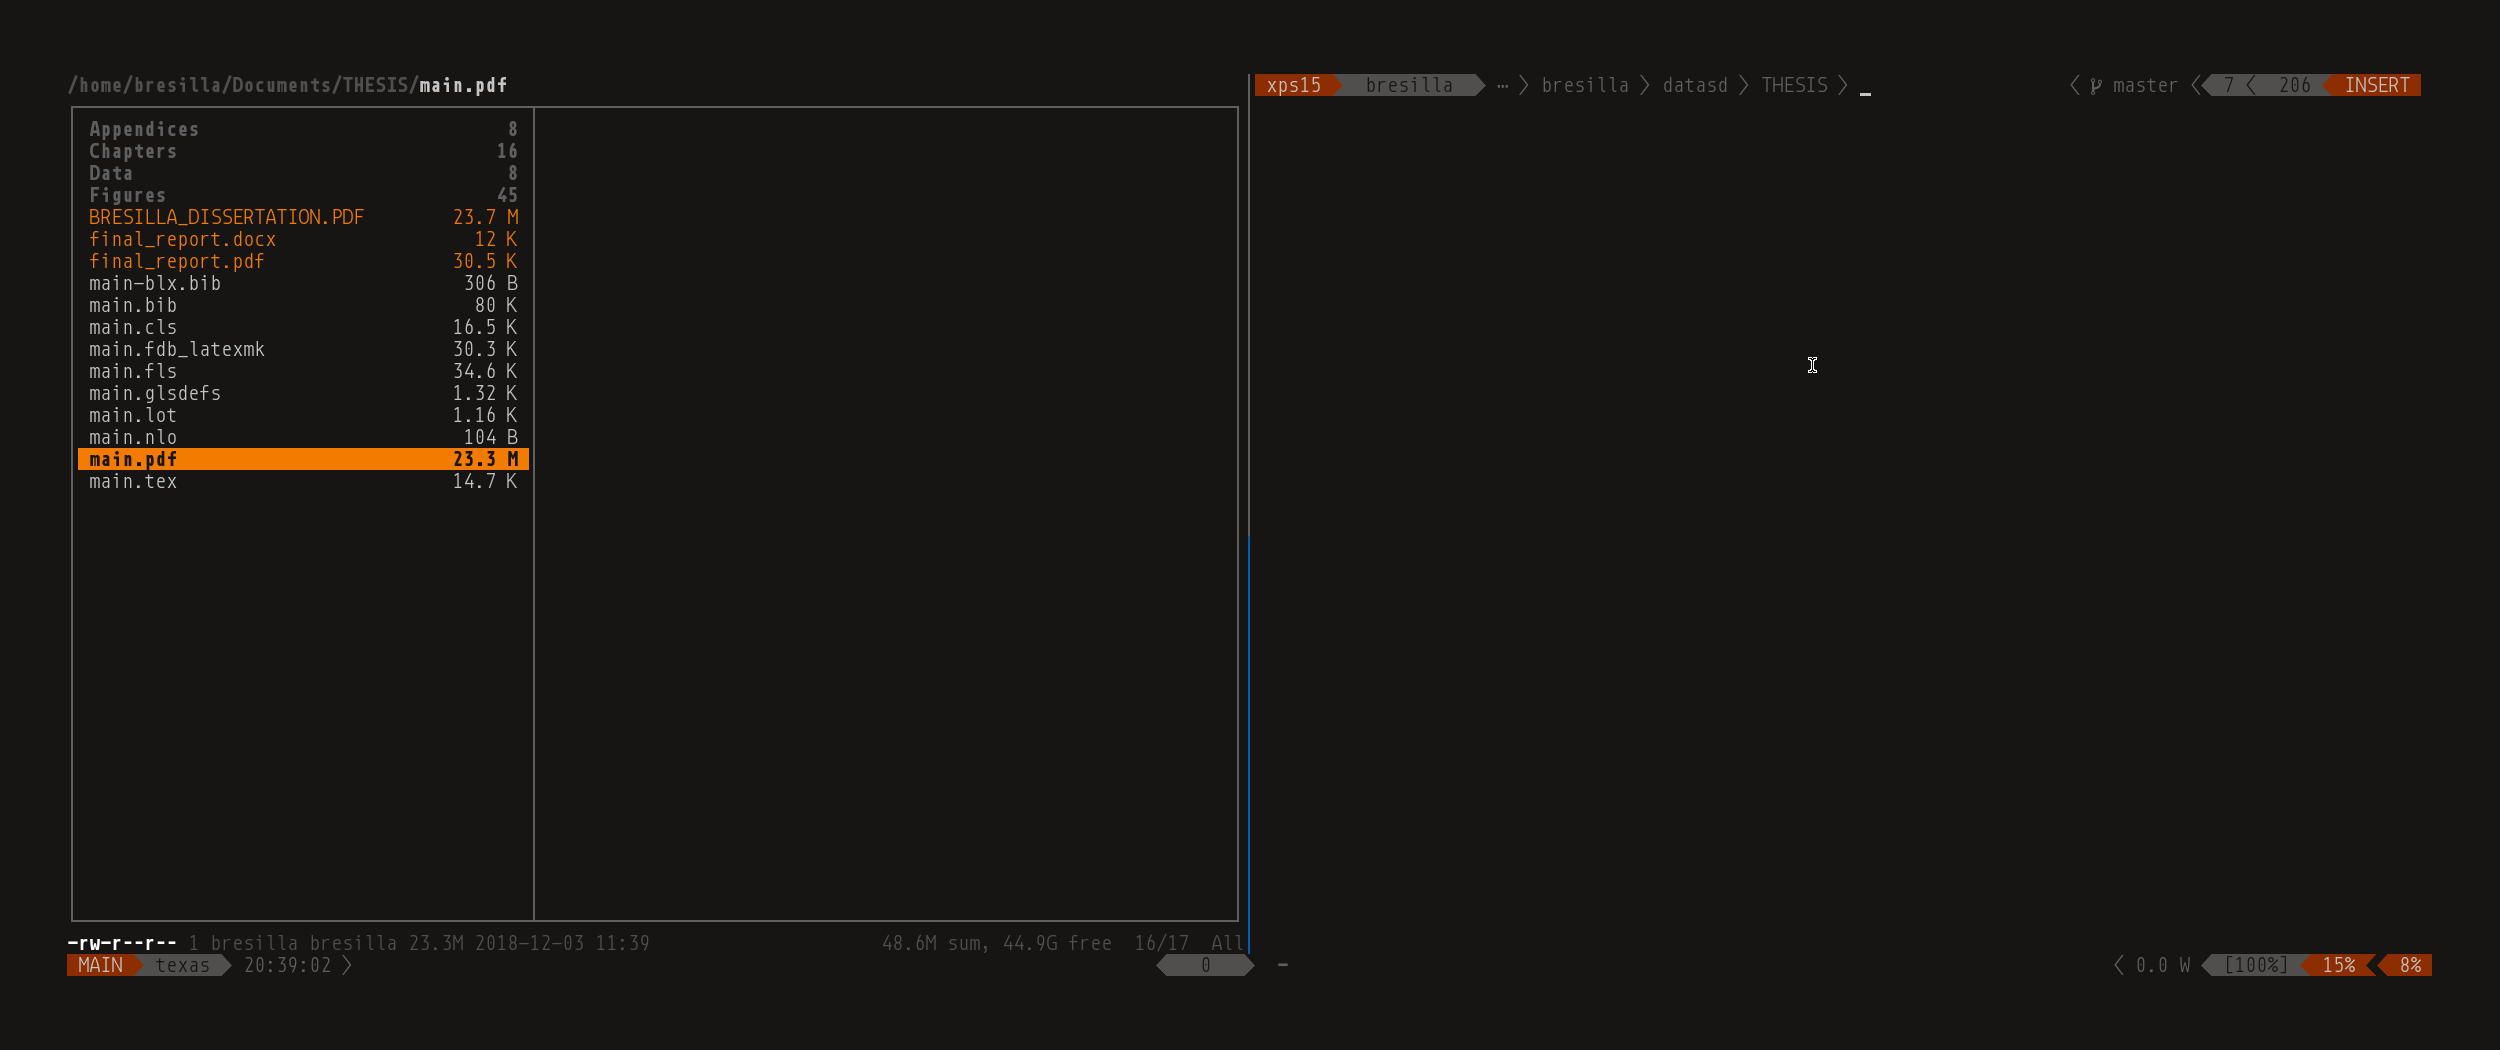 /home/bresilla/Documents/THESIS/main.pdf
Appendices 8
Chapters 16
Data 8
Figures 45
BRESILLA_DISSERTATION.PDF 23.7 M
final_report.docx 12 K
final_report.pdf 30.5 K
main-blx.bib 306 B
main.bib 80 K
main.cls 16.5 K
main.fdb_latexmk 30.3 K
main.fls 34.6 K
main.glsdefs 1.32 K
main.lot 1.16 K
main.nlo 104 B
main.pdf 23.3 M
main.tex 14.7 K
-rw-r--r-- 1 bresilla bresilla 23.3M 2018-12-03 11:39 48.6M sum, 44.9G free 16/17 All
xps15 bresilla … bresilla datasd THESIS _ master 7 206 INSERT
MAIN texas 20:39:02 0 - 0.0 W [100%] 15% 8%